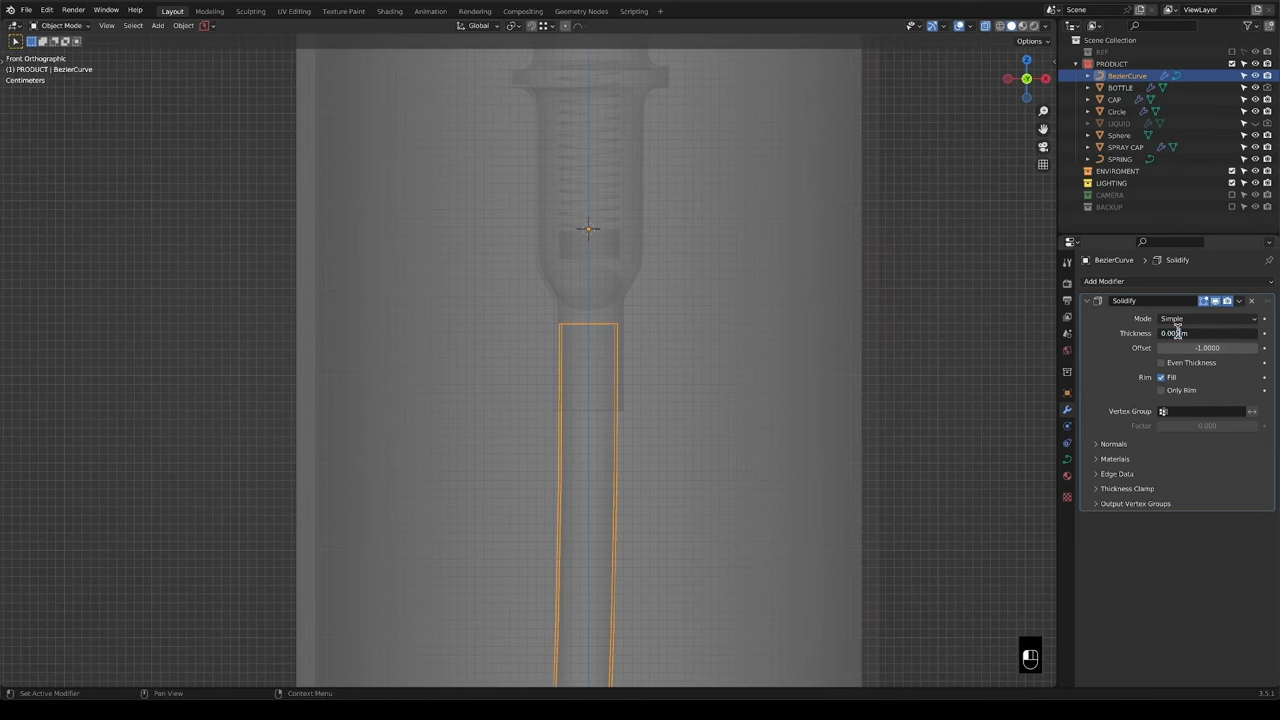 File Edit Render Window Help Layout Modeling Sculpting UV Editing Texture Paint Shading Animation Rendering Compositing Geometry Nodes Scripting Scene ViewLayer
Object Mode View Select Add Object Global
Options
Front Orthographic
(1) PRODUCT | BezierCurve
Centimeters
Z
Y
X
Scene Collection
REF
PRODUCT
BezierCurve
BOTTLE
CAP
Circle
LIQUID
Sphere
SPRAY CAP
SPRING
ENVIROMENT
LIGHTING
CAMERA
BACKUP
BezierCurve > Solidify
Add Modifier
Solidify
Mode Simple
Thickness
Offset -1.0000
Even Thickness
Rim Fill
Only Rim
Vertex Group
Factor 0.000
Normals
Materials
Edge Data
Thickness Clamp
Output Vertex Groups
Set Active Modifier Pan View Context Menu 3.5.1